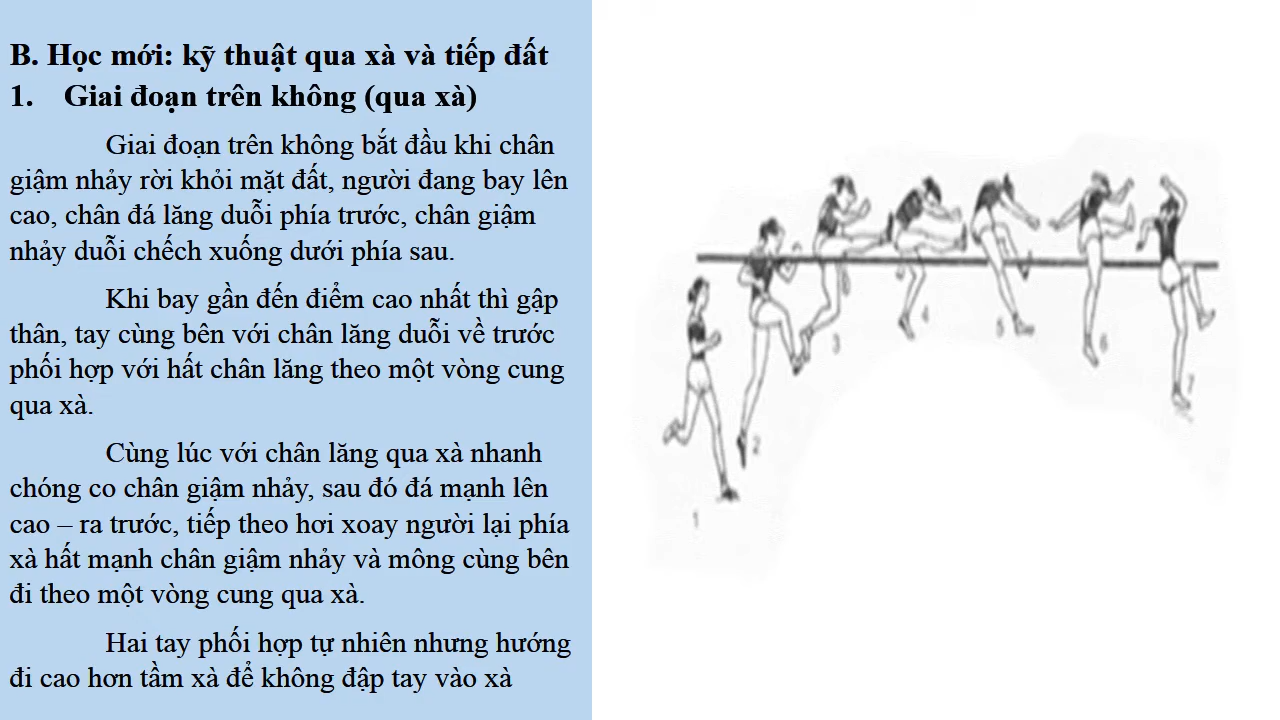 B. Học mới: kỹ thuật qua xà và tiếp đất
1. Giai đoạn trên không (qua xà)
Giai đoạn trên không bắt đầu khi chân
giậm nhảy rời khỏi mặt đất, người đang bay lên
cao, chân đá lăng duỗi phía trước, chân giậm
nhảy duỗi chếch xuống dưới phía sau.
Khi bay gần đến điểm cao nhất thì gập
thân, tay cùng bên với chân lăng duỗi về trước
phối hợp với hất chân lăng theo một vòng cung
qua xà.
Cùng lúc với chân lăng qua xà nhanh
chóng co chân giậm nhảy, sau đó đá mạnh lên
cao – ra trước, tiếp theo hơi xoay người lại phía
xà hất mạnh chân giậm nhảy và mông cùng bên
đi theo một vòng cung qua xà.
Hai tay phối hợp tự nhiên nhưng hướng
đi cao hơn tầm xà để không đập tay vào xà
1
2
3
4
5
6
7